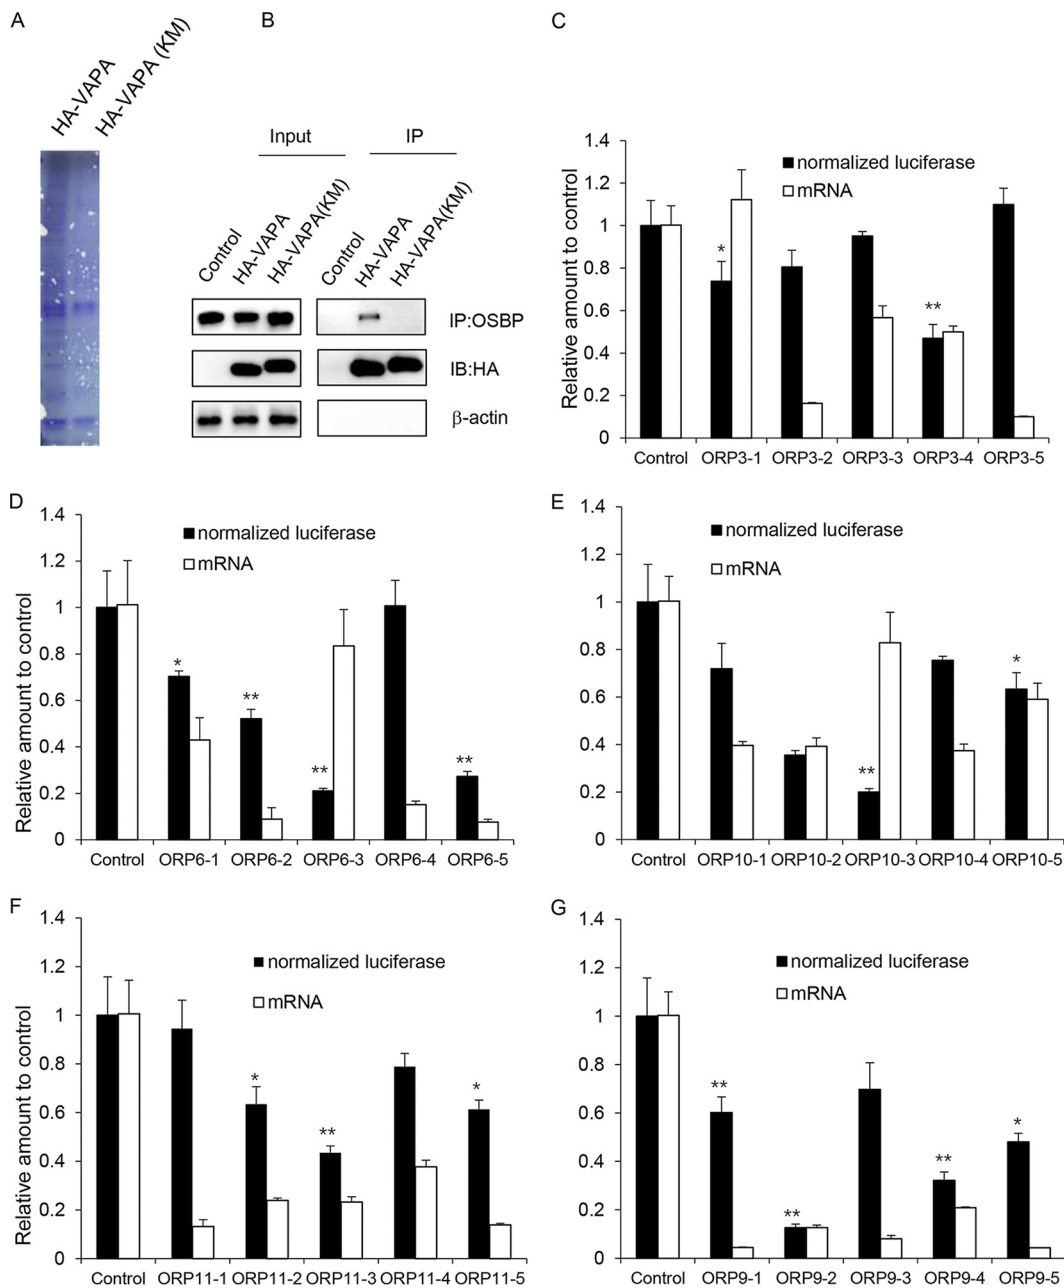 A
B
C
HA-VAPA
HA-VAPA (KM)
Input
IP
Control
HA-VAPA
HA-VAPA(KM)
Control
HA-VAPA
HA-VAPA(KM)
IP:OSBP
IB:HA
β-actin
Relative amount to control
1.4
1.2
1
0.8
0.6
0.4
0.2
0
normalized luciferase
mRNA
*
**
Control ORP3-1 ORP3-2 ORP3-3 ORP3-4 ORP3-5
D
Relative amount to control
1.4
1.2
1
0.8
0.6
0.4
0.2
0
normalized luciferase
mRNA
*
**
**
**
Control ORP6-1 ORP6-2 ORP6-3 ORP6-4 ORP6-5
E
1.4
1.2
1
0.8
0.6
0.4
0.2
0
normalized luciferase
mRNA
**
*
Control ORP10-1 ORP10-2 ORP10-3 ORP10-4 ORP10-5
F
Relative amount to control
1.4
1.2
1
0.8
0.6
0.4
0.2
0
normalized luciferase
mRNA
*
**
*
Control ORP11-1 ORP11-2 ORP11-3 ORP11-4 ORP11-5
G
1.4
1.2
1
0.8
0.6
0.4
0.2
0
normalized luciferase
mRNA
**
**
**
*
Control ORP9-1 ORP9-2 ORP9-3 ORP9-4 ORP9-5